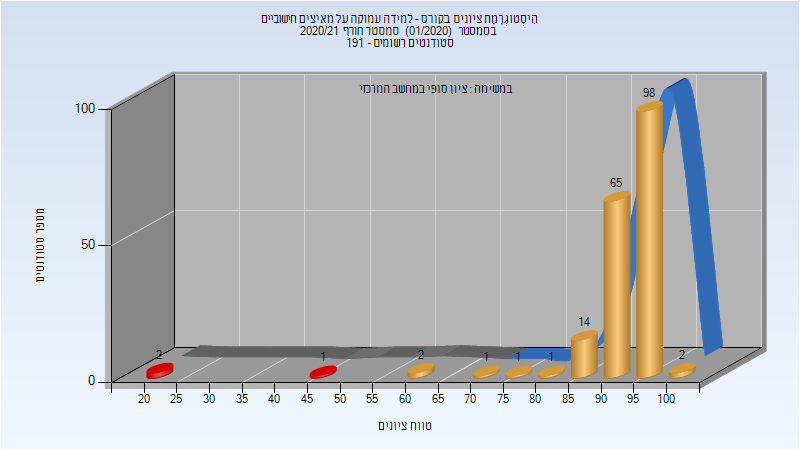 היסטוגרמת ציונים בקורס - למידה עמוקה על מאיצים חישוביים
בסמסטר (01/2020) סמסטר חורף 2020/21
סטודנטים רשומים - 191
במשימה : ציון סופי במחשב המרכזי
מספר סטודנטים
100
50
0
2
1
2
1
1
1
14
65
98
2
20 25 30 35 40 45 50 55 60 65 70 75 80 85 90 95 100
טווח ציונים